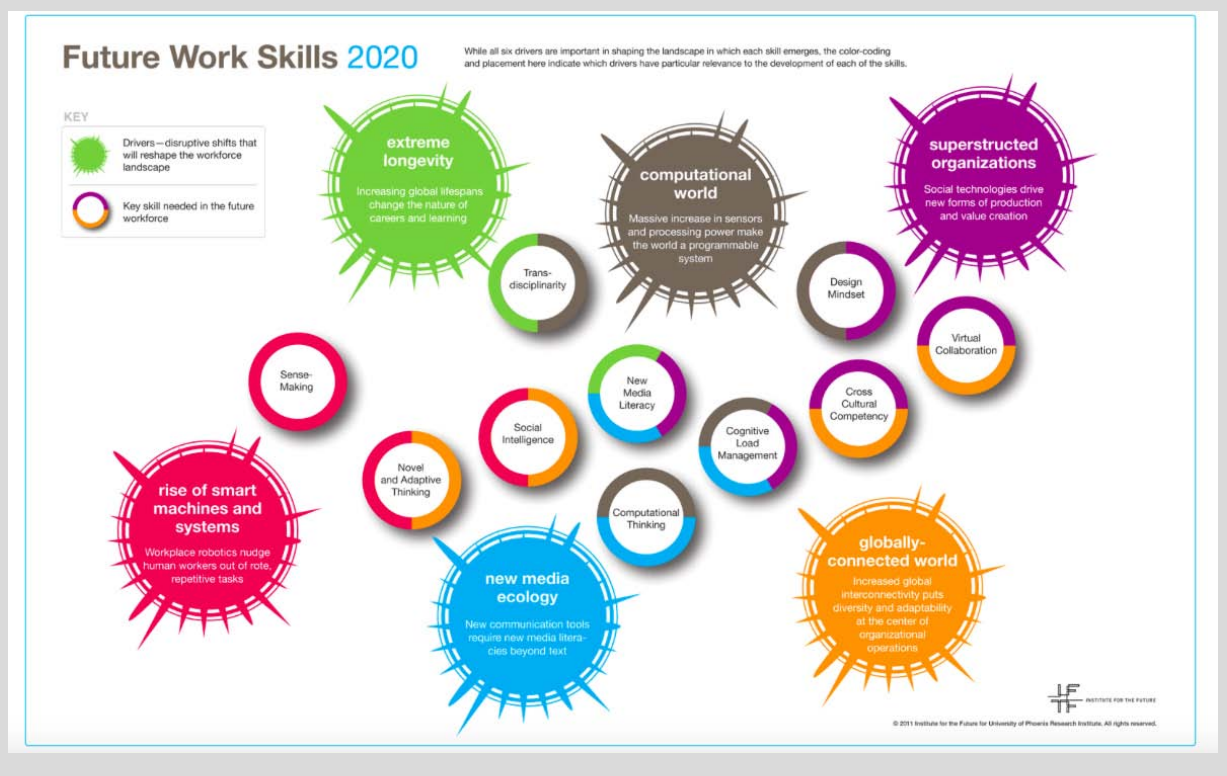 Future Work Skills 2020
While all six drivers are important in shaping the landscape in which each skill emerges, the color-coding
and placement here indicate which drivers have particular relevance to the development of each of the skills.
KEY
Drivers—disruptive shifts that
will reshape the workforce
landscape
Key skill needed in the future
workforce
extreme
longevity
Increasing global lifespans
change the nature of
careers and learning
computational
world
Massive increase in sensors
and processing power make
the world a programmable
system
superstructed
organizations
Social technologies drive
new forms of production
and value creation
Trans-
disciplinarity
Design
Mindset
Virtual
Collaboration
Sense-
Making
New
Media
Literacy
Cross
Cultural
Competency
Social
Intelligence
Cognitive
Load
Management
Novel
and Adaptive
Thinking
Computational
Thinking
rise of smart
machines and
systems
Workplace robotics nudge
human workers out of rote,
repetitive tasks
new media
ecology
New communication tools
require new media litera-
cies beyond text
globally-
connected world
Increased global
interconnectivity puts
diversity and adaptability
at the center of
organizational
operations
IFTF
INSTITUTE FOR THE FUTURE
© 2011 Institute for the Future for University of Phoenix Research Institute. All rights reserved.